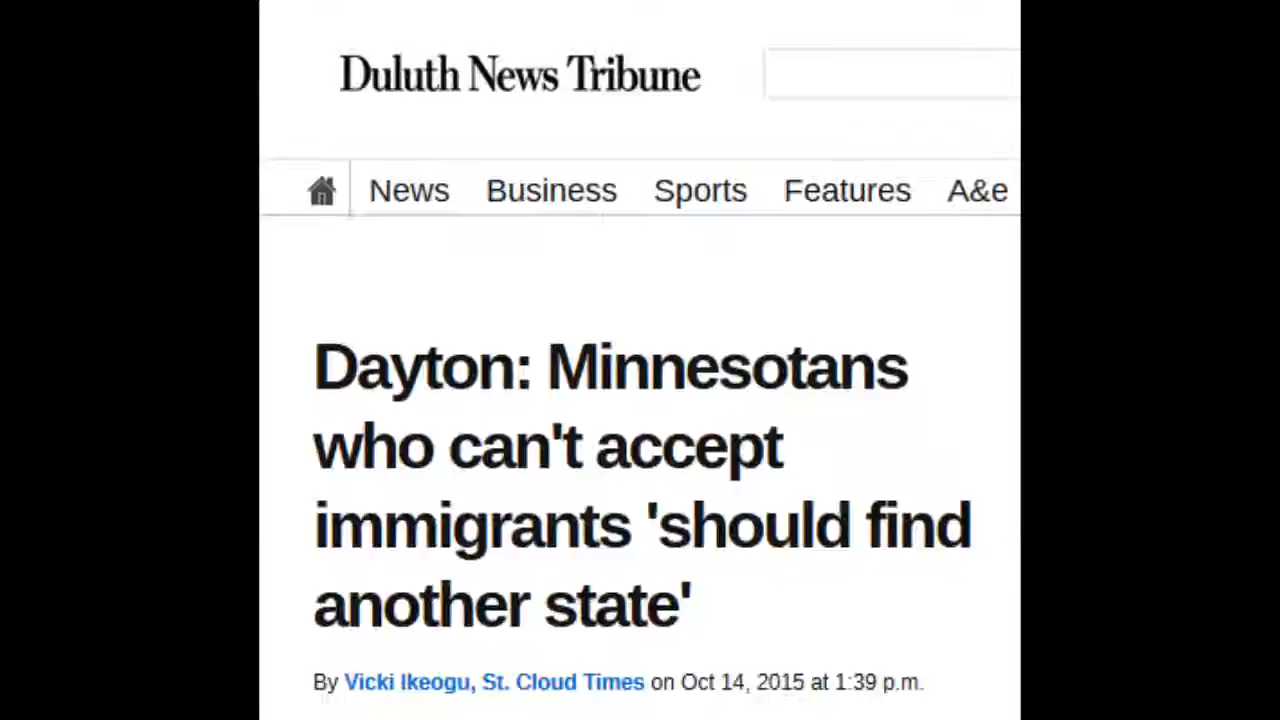 Duluth News Tribune
News Business Sports Features A&e
Dayton: Minnesotans
who can't accept
immigrants 'should find
another state'
By Vicki Ikeogu, St. Cloud Times on Oct 14, 2015 at 1:39 p.m.